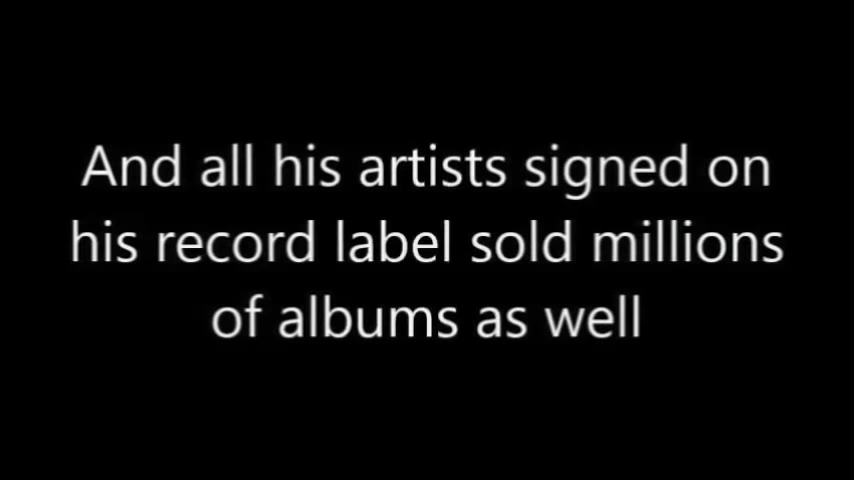 And all his artists signed on
his record label sold millions
of albums as well